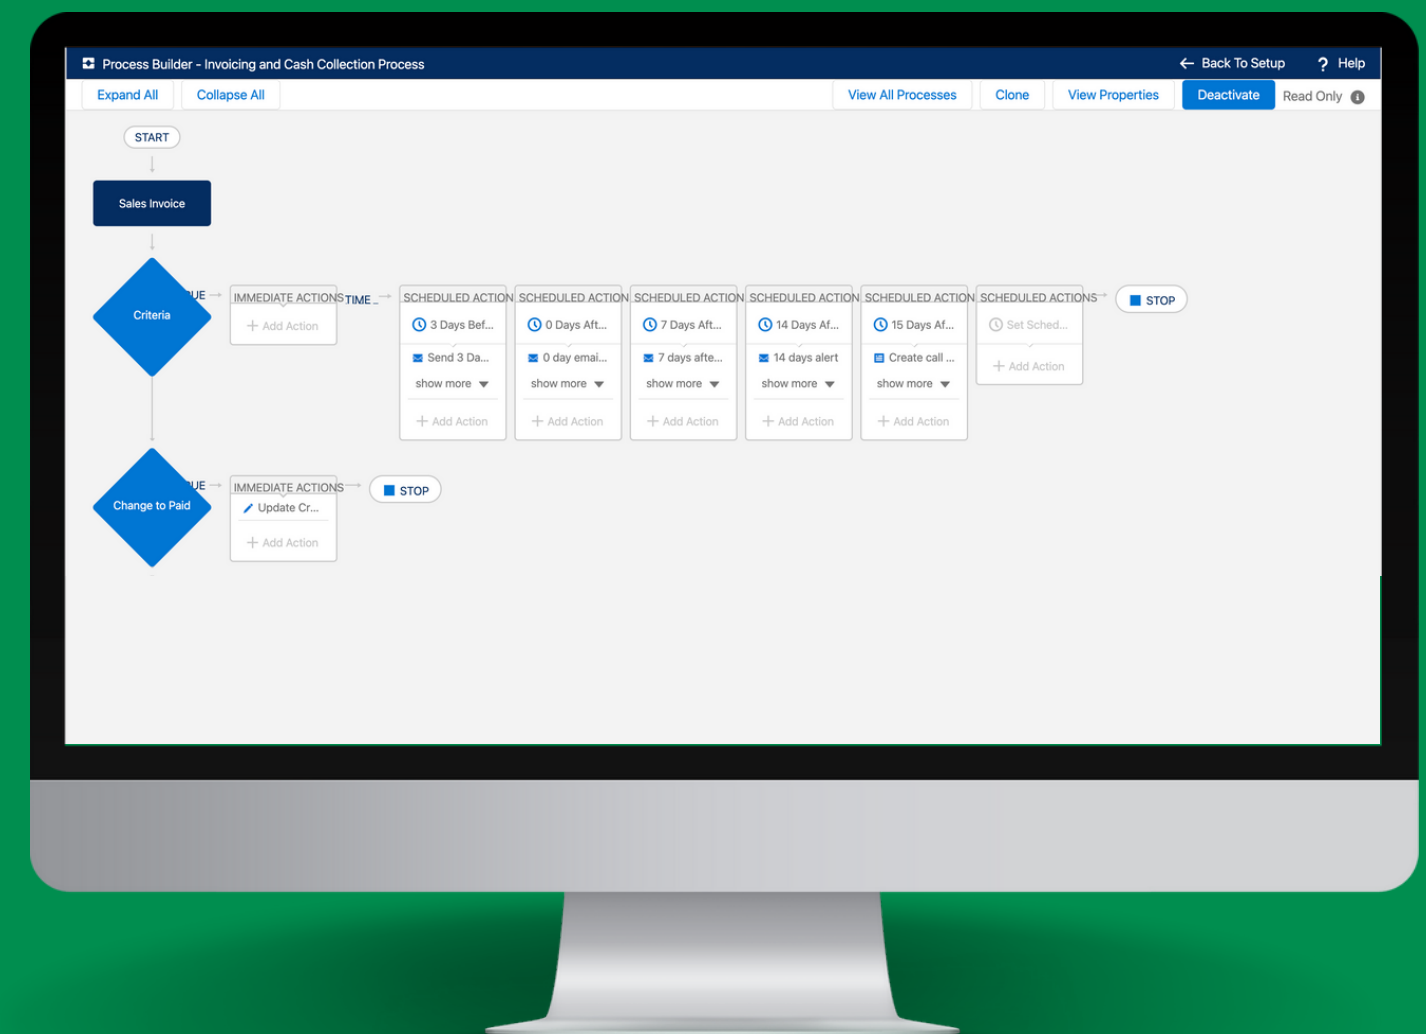 Process Builder - Invoicing and Cash Collection Process
Back To Setup
? Help
Expand All
Collapse All
View All Processes
Clone
View Properties
Deactivate
Read Only
START
Sales Invoice
Criteria
UE
IMMEDIATE ACTIONS
+ Add Action
TIME
SCHEDULED ACTION
3 Days Bef...
Send 3 Da...
show more
+ Add Action
SCHEDULED ACTION
0 Days Aft...
0 day emai...
show more
+ Add Action
SCHEDULED ACTION
7 Days Aft...
7 days afte...
show more
+ Add Action
SCHEDULED ACTION
14 Days Af...
14 days alert
show more
+ Add Action
SCHEDULED ACTION
15 Days Af...
Create call ...
show more
+ Add Action
SCHEDULED ACTIONS
Set Sched...
+ Add Action
STOP
Change to Paid
UE
IMMEDIATE ACTIONS
Update Cr...
+ Add Action
STOP